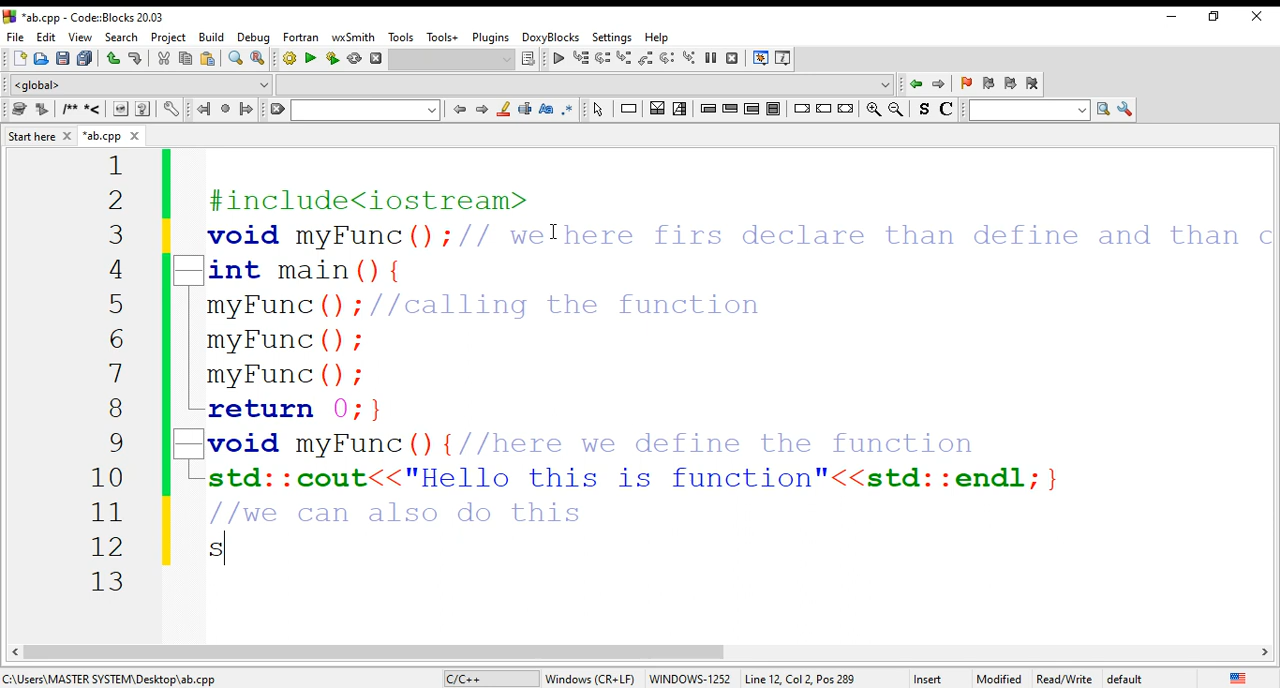 *ab.cpp - Code::Blocks 20.03
File Edit View Search Project Build Debug Fortran wxSmith Tools Tools+ Plugins DoxyBlocks Settings Help
<global>
/** *< S C
Start here *ab.cpp
1
2 #include<iostream>
3 void myFunc();// we here firs declare than define and than c
4 int main(){
5 myFunc();//calling the function
6 myFunc();
7 myFunc();
8 return 0;}
9 void myFunc(){//here we define the function
10 std::cout<<"Hello this is function"<<std::endl;}
11 //we can also do this
12 s
13
C:\Users\MASTER SYSTEM\Desktop\ab.cpp C/C++ Windows (CR+LF) WINDOWS-1252 Line 12, Col 2, Pos 289 Insert Modified Read/Write default